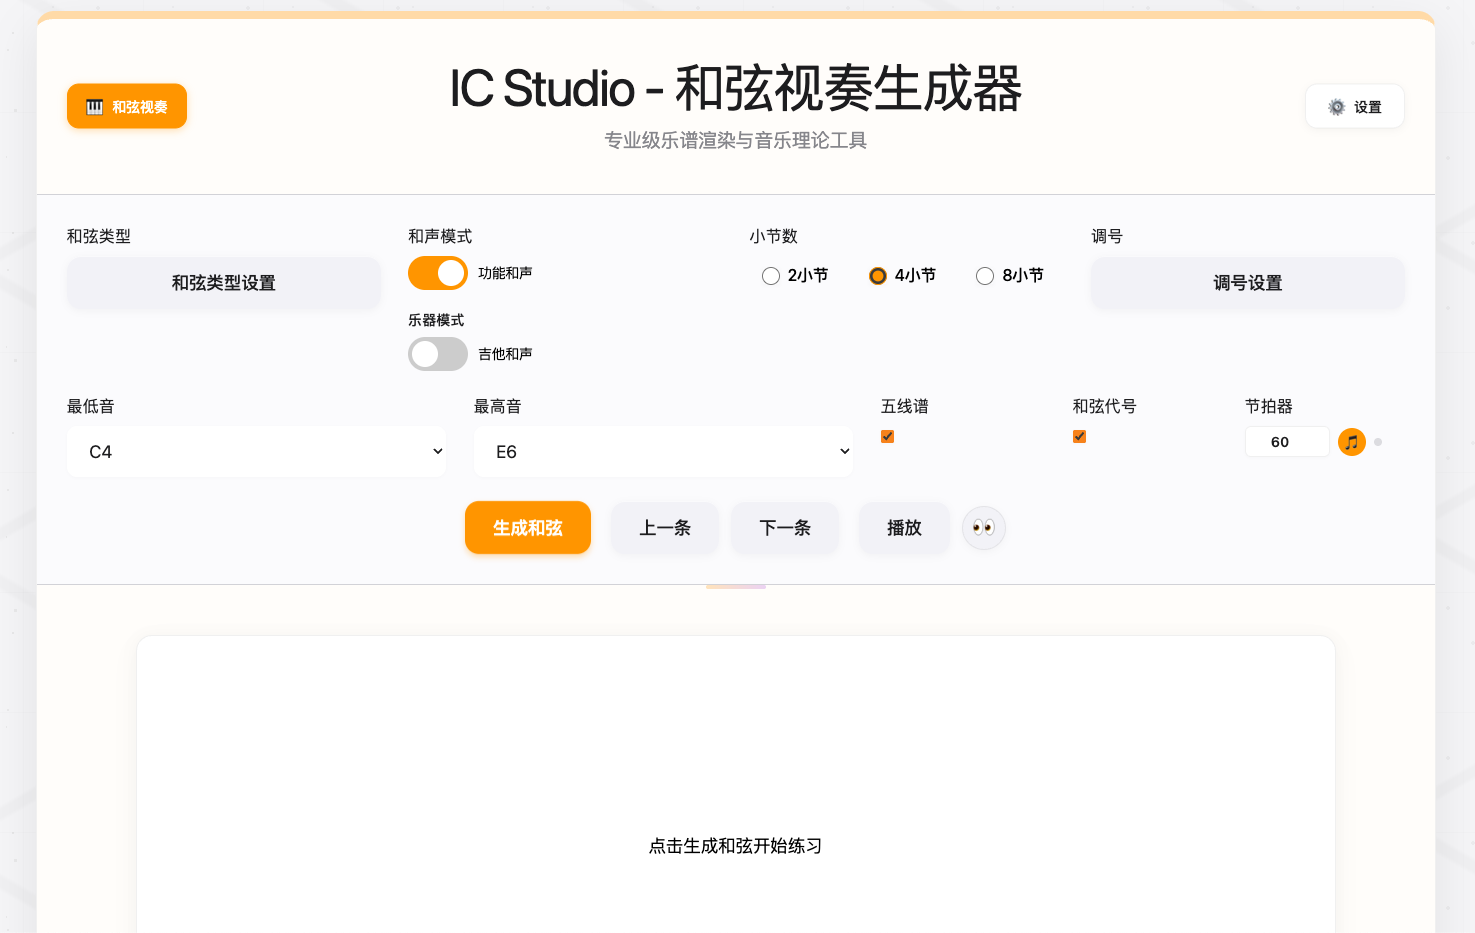 🎹 和弦视奏
IC Studio - 和弦视奏生成器
专业级乐谱渲染与音乐理论工具
⚙️ 设置
和弦类型
和弦类型设置
和声模式
功能和声
乐器模式
吉他和声
小节数
2小节 4小节 8小节
调号
调号设置
最低音
C4
最高音
E6
五线谱
和弦代号
节拍器
60 🎵
生成和弦 上一条 下一条 播放 👀
点击生成和弦开始练习